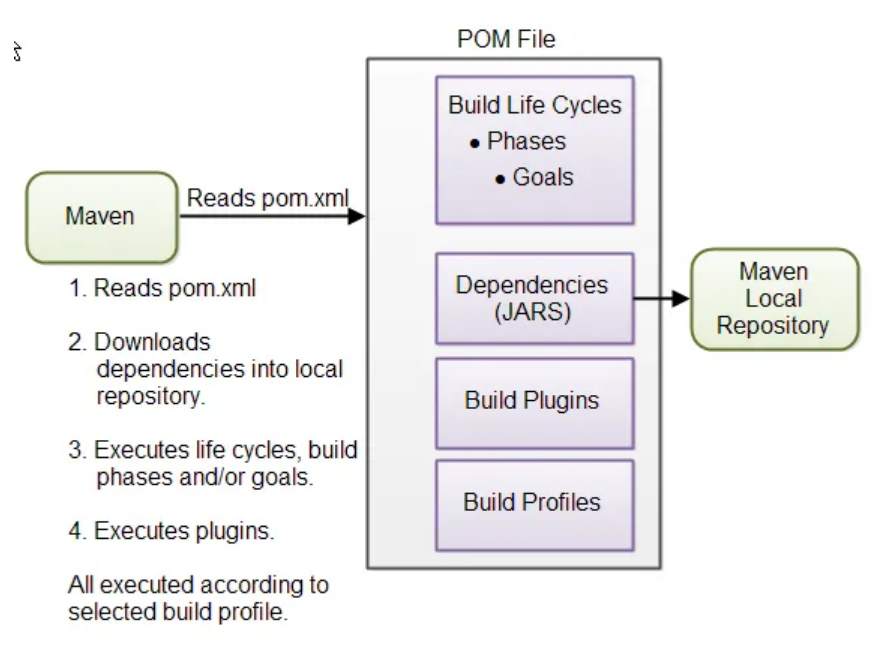 POM File
Build Life Cycles
• Phases
• Goals
Reads pom.xml
Maven
Dependencies
(JARS)
Maven
Local
Repository
Build Plugins
Build Profiles
1. Reads pom.xml
2. Downloads
dependencies into local
repository.
3. Executes life cycles, build
phases and/or goals.
4. Executes plugins.
All executed according to
selected build profile.